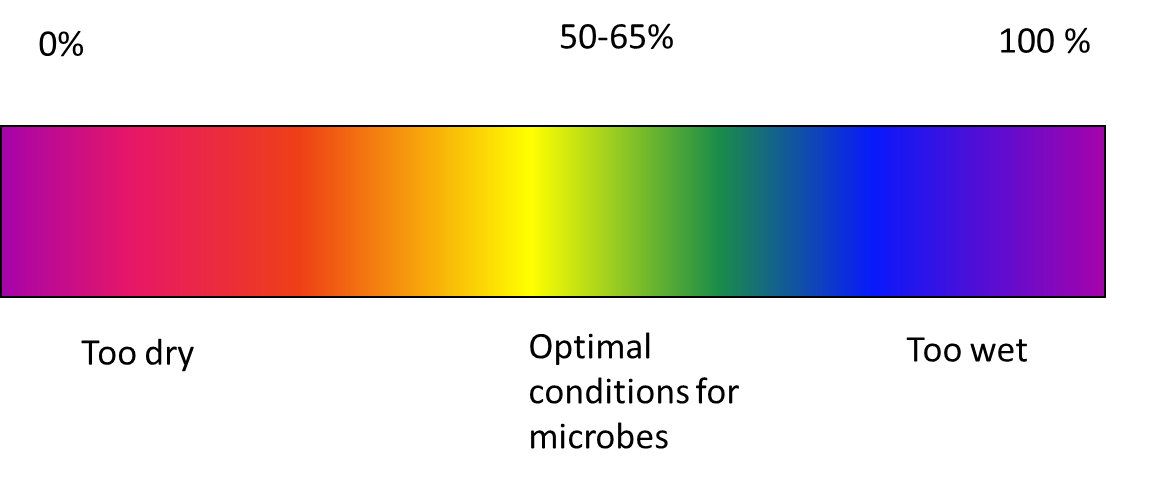 0%
50-65%
100 %
Too dry
Optimal
conditions for
microbes
Too wet